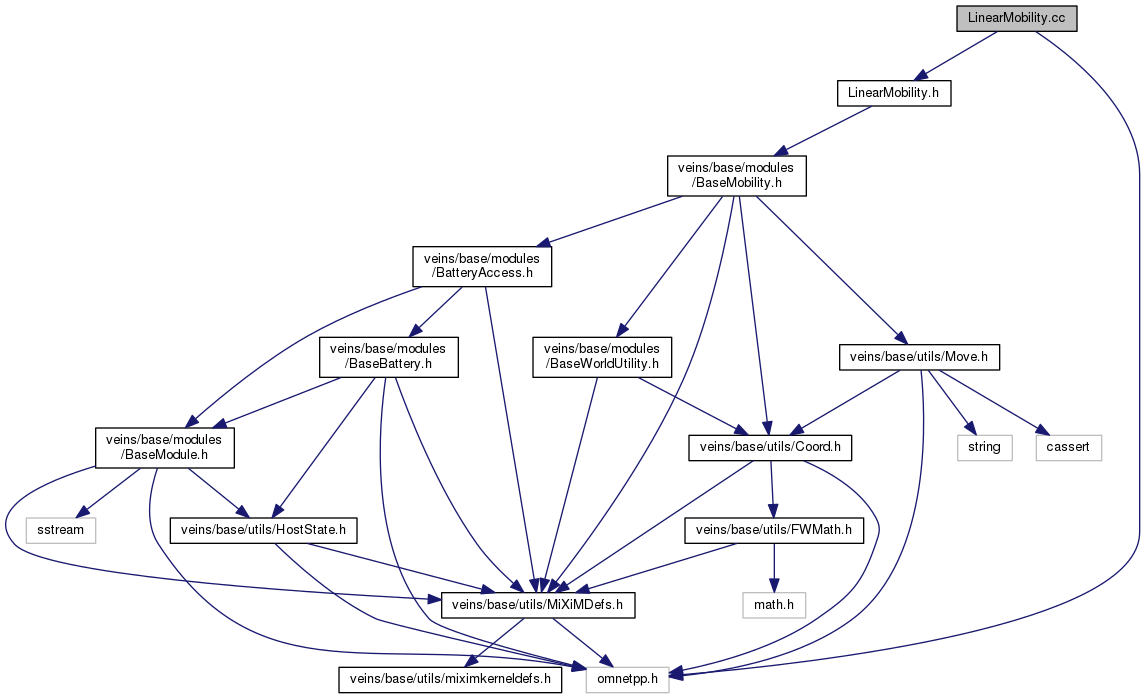 LinearMobility.cc
LinearMobility.h
veins/base/modules
/BaseMobility.h
veins/base/modules
/BatteryAccess.h
veins/base/modules
/BaseBattery.h
veins/base/modules
/BaseWorldUtility.h
veins/base/utils/Move.h
veins/base/modules
/BaseModule.h
veins/base/utils/Coord.h
string
cassert
sstream
veins/base/utils/HostState.h
veins/base/utils/FWMath.h
veins/base/utils/MiXiMDefs.h
math.h
veins/base/utils/miximkerneldefs.h
omnetpp.h